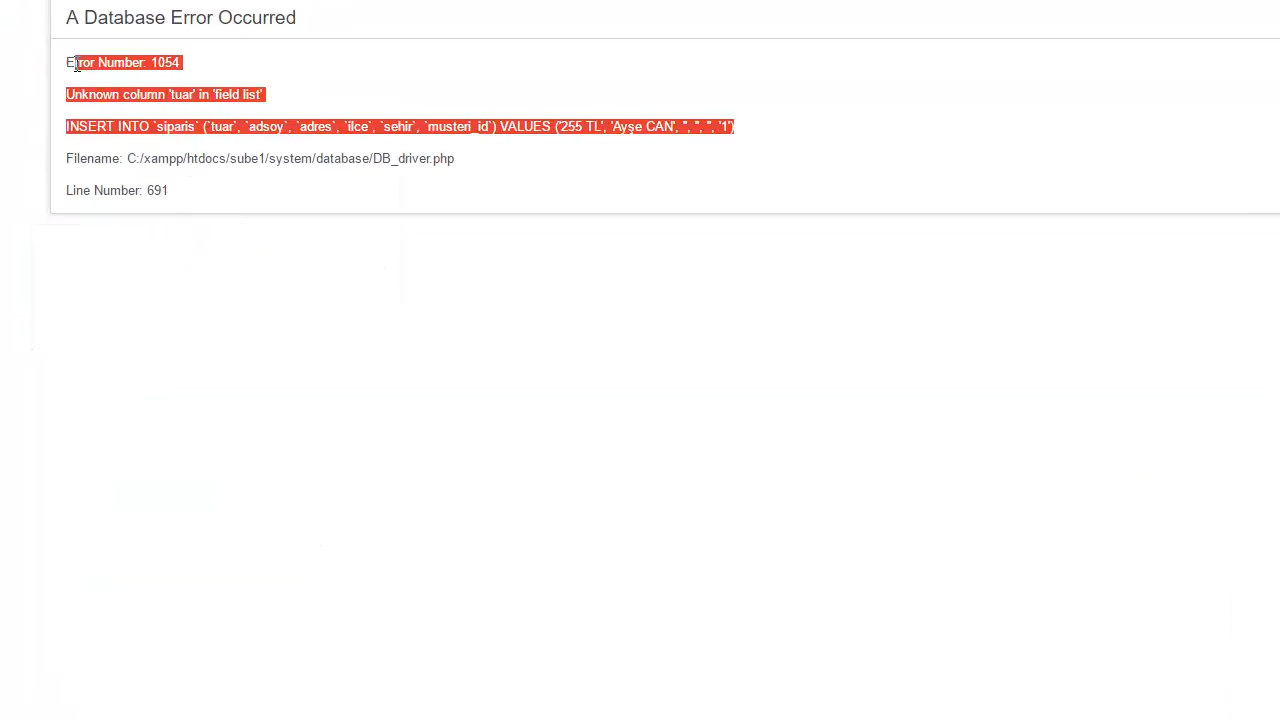 A Database Error Occurred
Error Number: 1054
Unknown column 'tuar' in 'field list'
INSERT INTO `siparis` (`tuar`, `adsoy`, `adres`, `ilce`, `sehir`, `musteri_id`) VALUES ('255 TL', 'Ayşe CAN', '', '', '', '1')
Filename: C:/xampp/htdocs/sube1/system/database/DB_driver.php
Line Number: 691